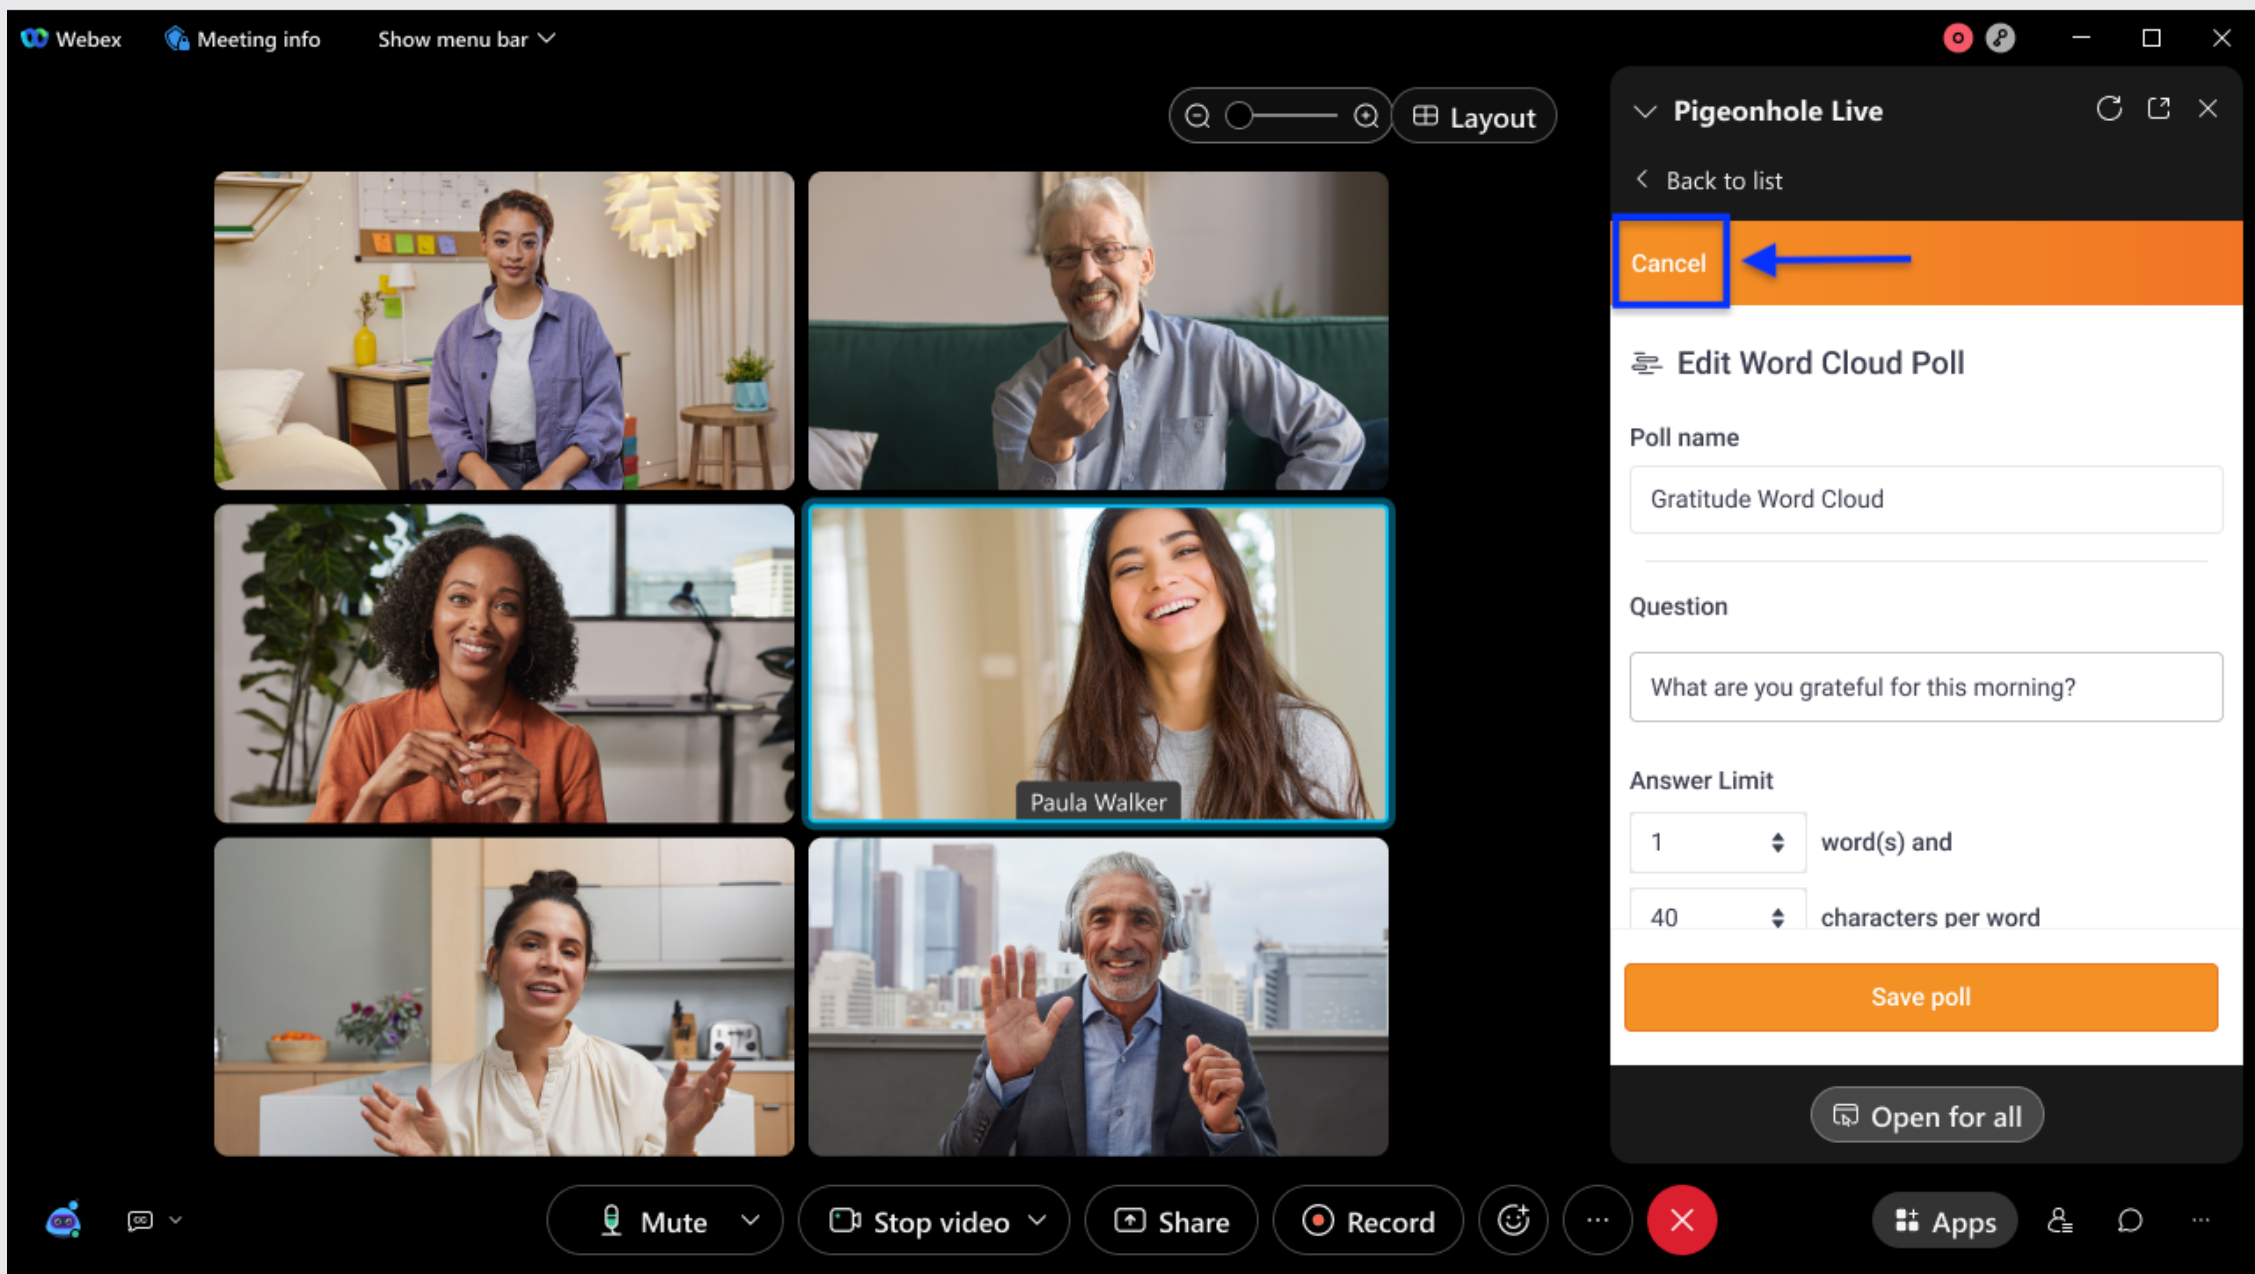 Webex
Meeting info
Show menu bar
Layout
Pigeonhole Live
Back to list
Cancel
Edit Word Cloud Poll
Poll name
Gratitude Word Cloud
Question
What are you grateful for this morning?
Answer Limit
1 word(s) and
40 characters per word
Save poll
Open for all
Paula Walker
CC
Mute
Stop video
Share
Record
Apps